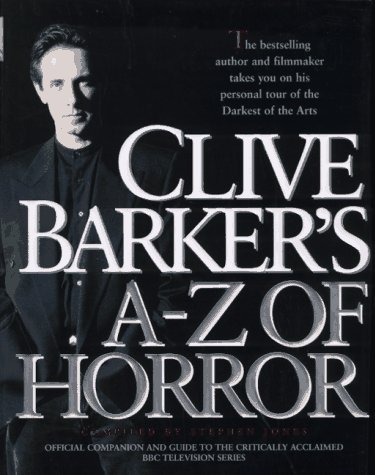 The bestselling
author and filmmaker
takes you on his
personal tour of the
Darkest of the Arts
CLIVE
BARKER'S
A-Z OF
HORROR
COMPILED BY STEPHEN JONES
OFFICIAL COMPANION AND GUIDE TO THE CRITICALLY ACCLAIMED
BBC TELEVISION SERIES